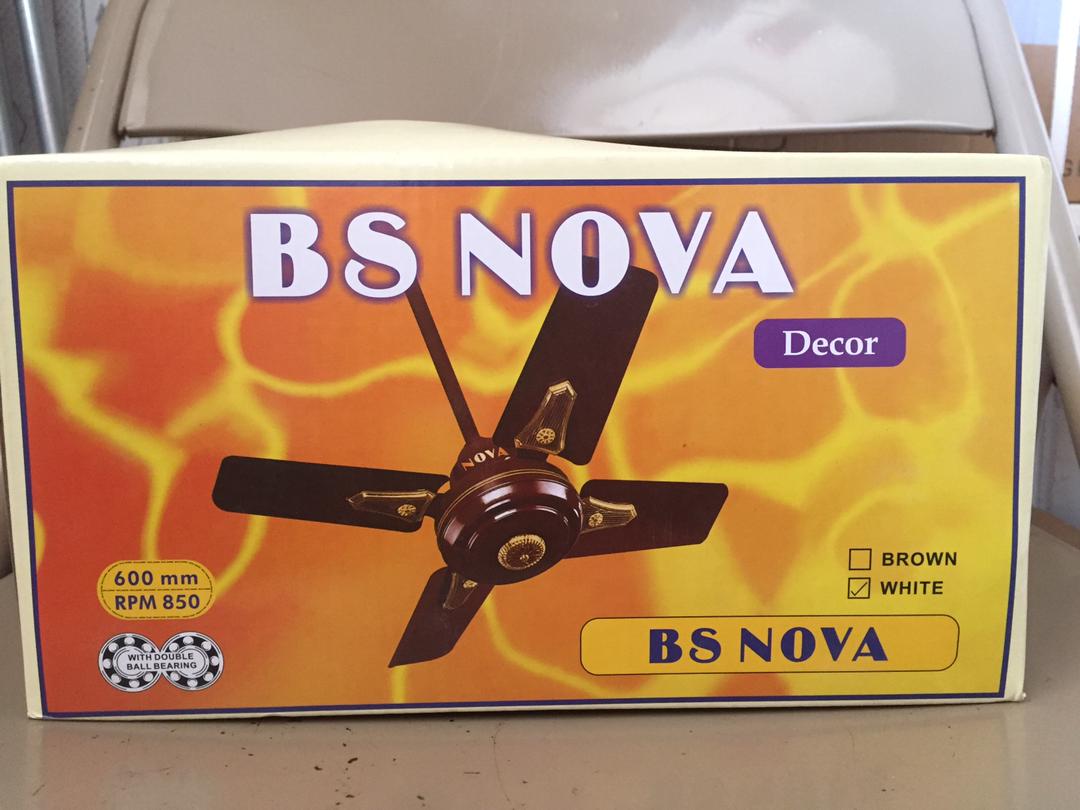 BS NOVA
Decor
NOVA
600 mm
RPM 850
BROWN
WHITE
WITH DOUBLE
BALL BEARING
BS NOVA